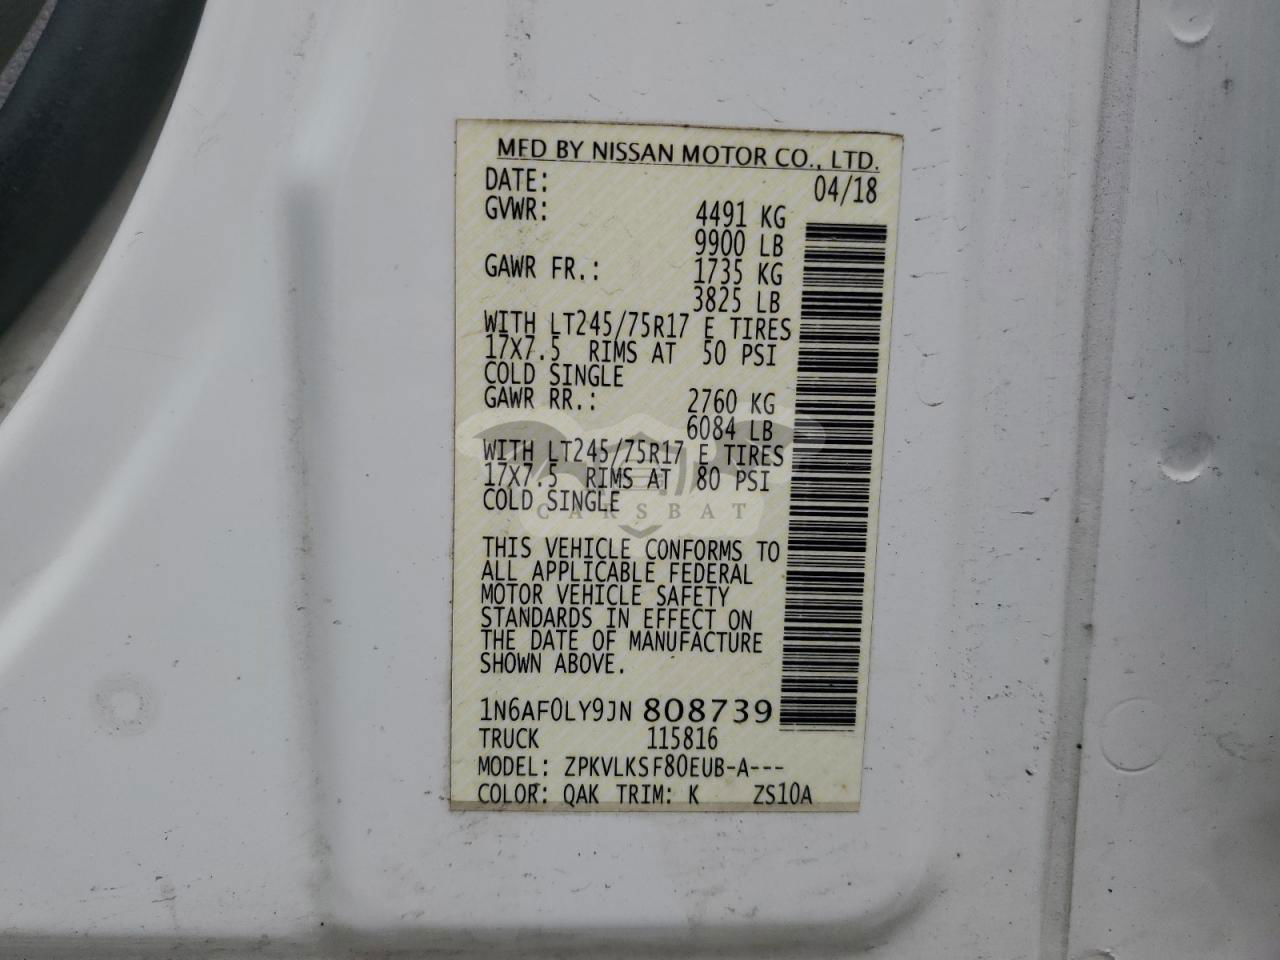 MFD BY NISSAN MOTOR CO., LTD.
DATE: 04/18
GVWR: 4491 KG
9900 LB
GAWR FR.: 1735 KG
3825 LB
WITH LT245/75R17 E TIRES
17X7.5 RIMS AT 50 PSI
COLD SINGLE
GAWR RR.: 2760 KG
6084 LB
WITH LT245/75R17 E TIRES
17X7.5 RIMS AT 80 PSI
COLD SINGLE
CARSBAT
THIS VEHICLE CONFORMS TO
ALL APPLICABLE FEDERAL
MOTOR VEHICLE SAFETY
STANDARDS IN EFFECT ON
THE DATE OF MANUFACTURE
SHOWN ABOVE.
1N6AF0LY9JN 808739
TRUCK 115816
MODEL: ZPKVLKSF80EUB-A---
COLOR: QAK TRIM: K ZS10A